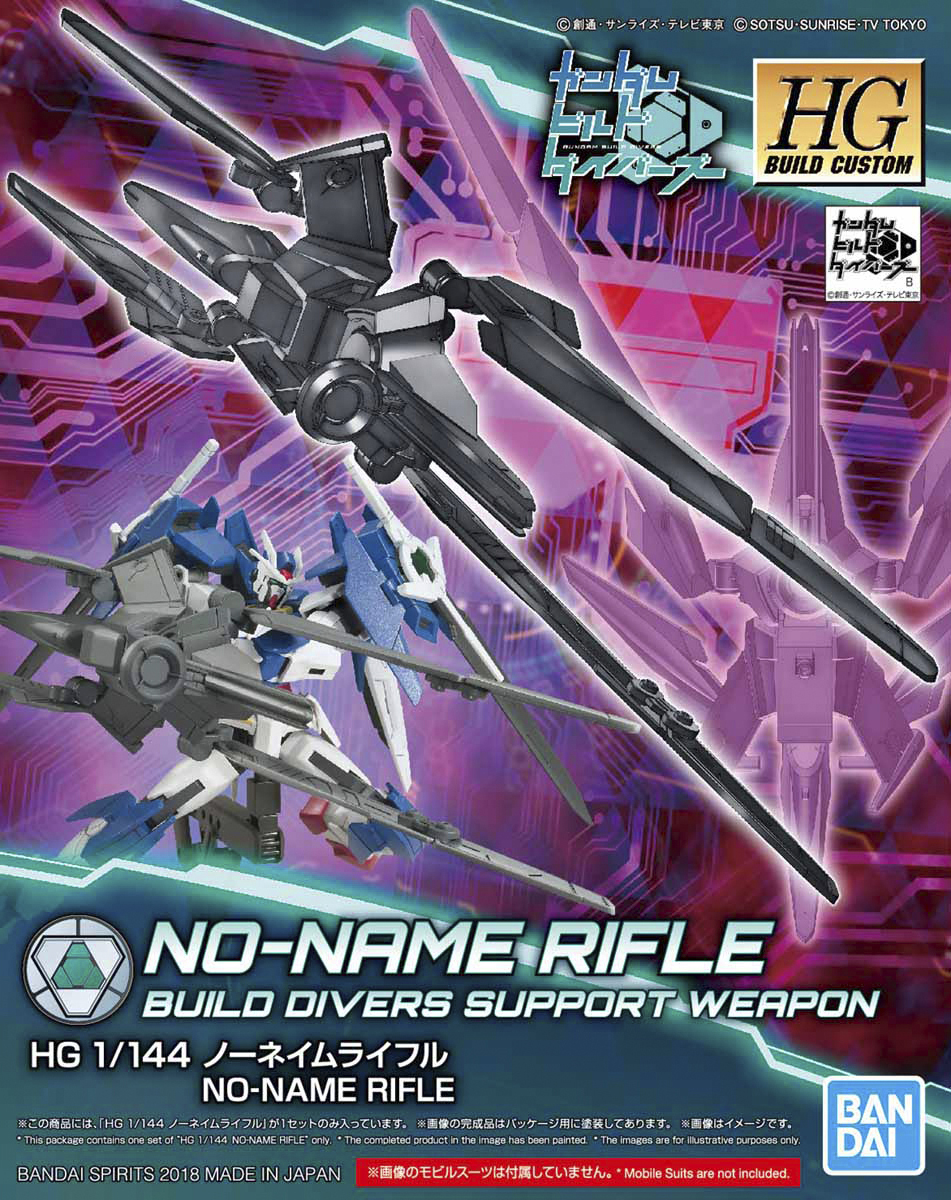 ©創通・サンライズ・テレビ東京 ©SOTSU・SUNRISE・TV TOKYO
ガンダム
ビルド
GUNDAM BUILD DIVERS
ダイバーズ
HG
BUILD CUSTOM
ガンダム
ビルド
ダイバーズ
B
©創通・サンライズ・テレビ東京
NO-NAME RIFLE
BUILD DIVERS SUPPORT WEAPON
HG 1/144 ノーネイムライフル
NO-NAME RIFLE
※この商品には、「HG 1/144 ノーネイムライフル」が1セットのみ入っています。 ※画像の完成品はパッケージ用に塗装してあります。 ※画像はイメージです。
* This package contains one set of "HG 1/144 NO-NAME RIFLE" only. * The completed product in the image has been painted. * The images are for illustrative purposes only.
BANDAI SPIRITS 2018 MADE IN JAPAN
※画像のモビルスーツは付属していません。 * Mobile Suits are not included.
BAN
DAI